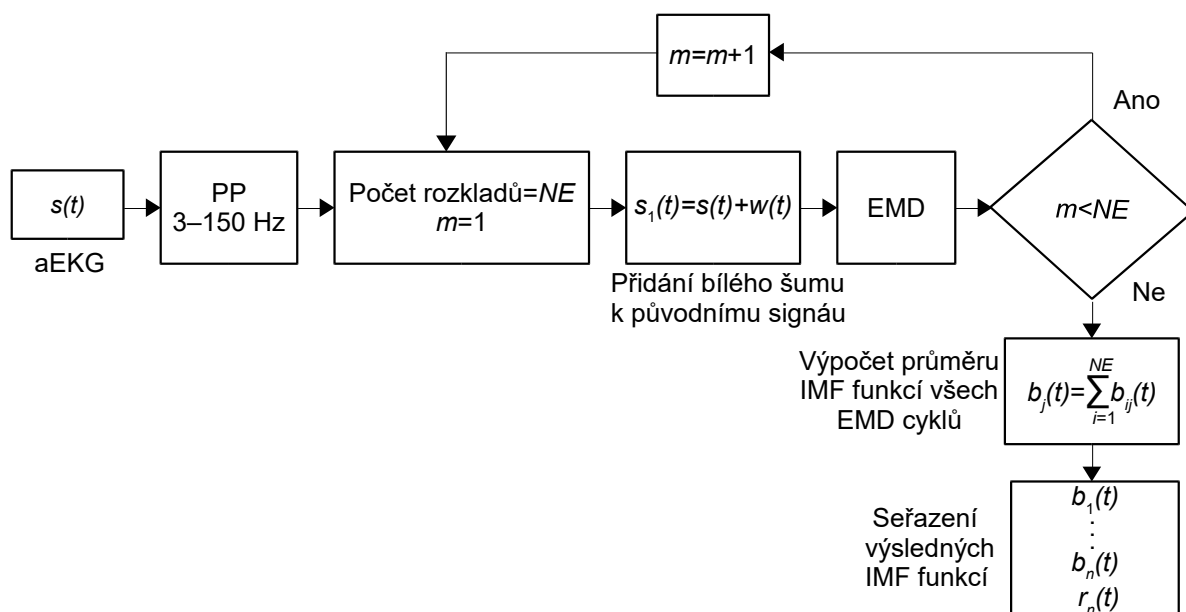 m=m+1
Ano
s(t)
aEKG
PP
3–150 Hz
Počet rozkladů=NE
m=1
s₁(t)=s(t)+w(t)
Přidání bílého šumu
k původnímu signáu
EMD
m<NE
Ne
Výpočet průměru
IMF funkcí všech
EMD cyklů
NE
bⱼ(t)=∑bᵢⱼ(t)
i=1
Seřazení
výsledných
IMF funkcí
b₁(t)
⋮
bₙ(t)
rₙ(t)